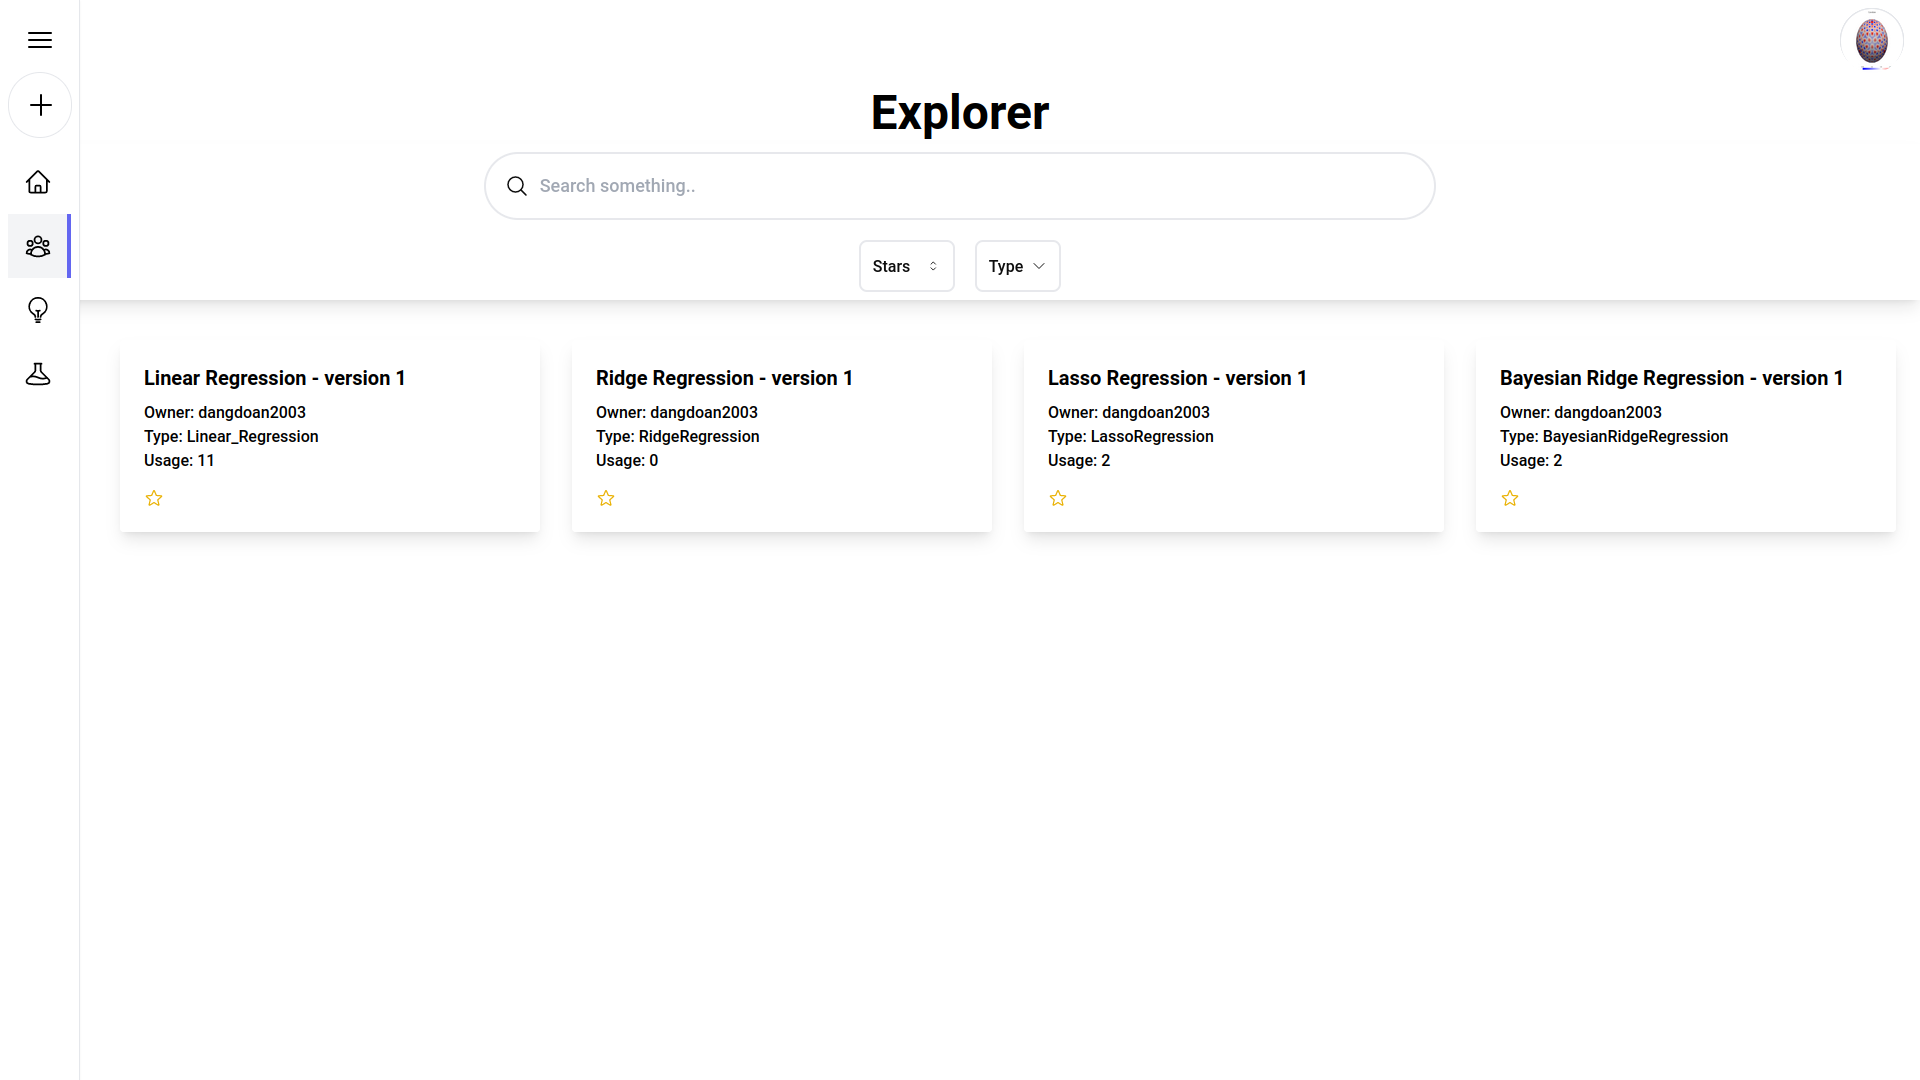 Explorer
Search something..
Stars
Type
Linear Regression - version 1
Owner: dangdoan2003
Type: Linear_Regression
Usage: 11
Ridge Regression - version 1
Owner: dangdoan2003
Type: RidgeRegression
Usage: 0
Lasso Regression - version 1
Owner: dangdoan2003
Type: LassoRegression
Usage: 2
Bayesian Ridge Regression - version 1
Owner: dangdoan2003
Type: BayesianRidgeRegression
Usage: 2